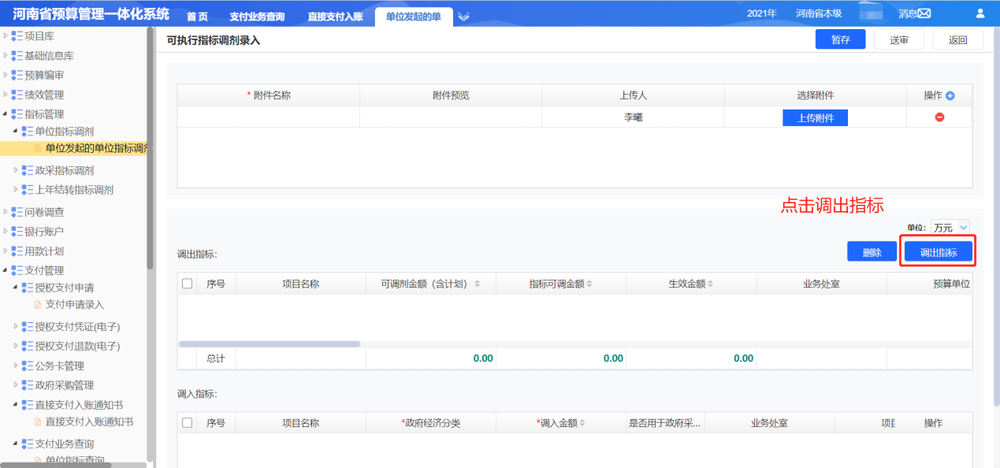 河南省预算管理一体化系统 首页 支付业务查询 直接支付入账 单位发起的单 2021年 河南省本级 消息
项目库
基础信息库
预算编审
绩效管理
指标管理
单位指标调剂
单位发起的单位指标调剂
政采指标调剂
上年结转指标调剂
问卷调查
银行账户
用款计划
支付管理
授权支付申请
支付申请录入
授权支付凭证(电子)
授权支付退款(电子)
公务卡管理
政府采购管理
直接支付入账通知书
直接支付入账通知书
支付业务查询
单位指标查询
可执行指标调剂录入 暂存 送审 返回
* 附件名称 附件预览 上传人 选择附件 操作
李曦 上传附件
点击调出指标
单位: 万元
调出指标: 删除 调出指标
序号 项目名称 可调剂金额（含计划） 指标可调金额 生效金额 业务处室 预算单位
总计 0.00 0.00 0.00
调入指标:
序号 项目名称 *政府经济分类 *调入金额 是否用于政府采... 业务处室 项目 操作